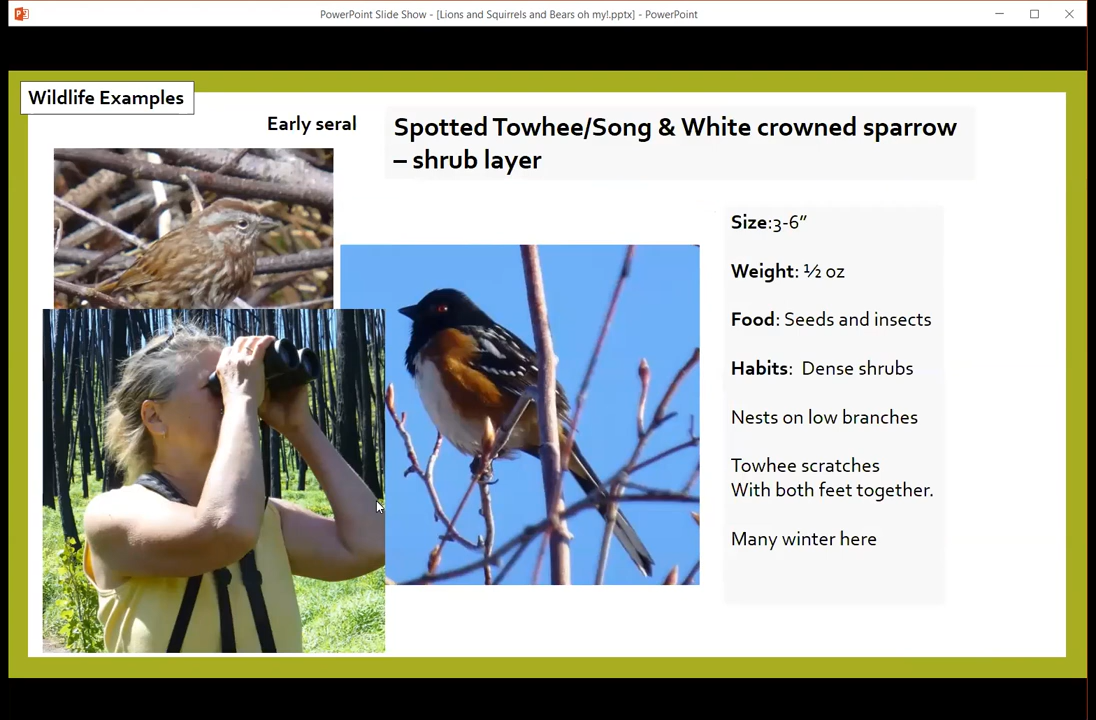 PowerPoint Slide Show - [Lions and Squirrels and Bears oh my!.pptx] - PowerPoint
Wildlife Examples
Early seral
Spotted Towhee/Song & White crowned sparrow
– shrub layer
Size:3-6”
Weight: ½ oz
Food: Seeds and insects
Habits:  Dense shrubs
Nests on low branches
Towhee scratches
With both feet together.
Many winter here